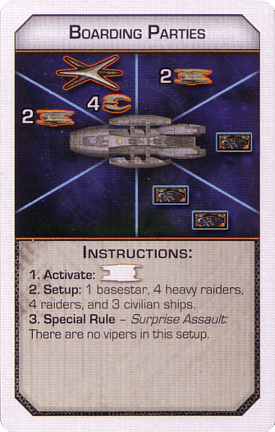 Boarding Parties
2
4
2
Instructions:
1. Activate:
2. Setup: 1 basestar, 4 heavy raiders,
4 raiders, and 3 civilian ships.
3. Special Rule – Surprise Assault:
There are no vipers in this setup.